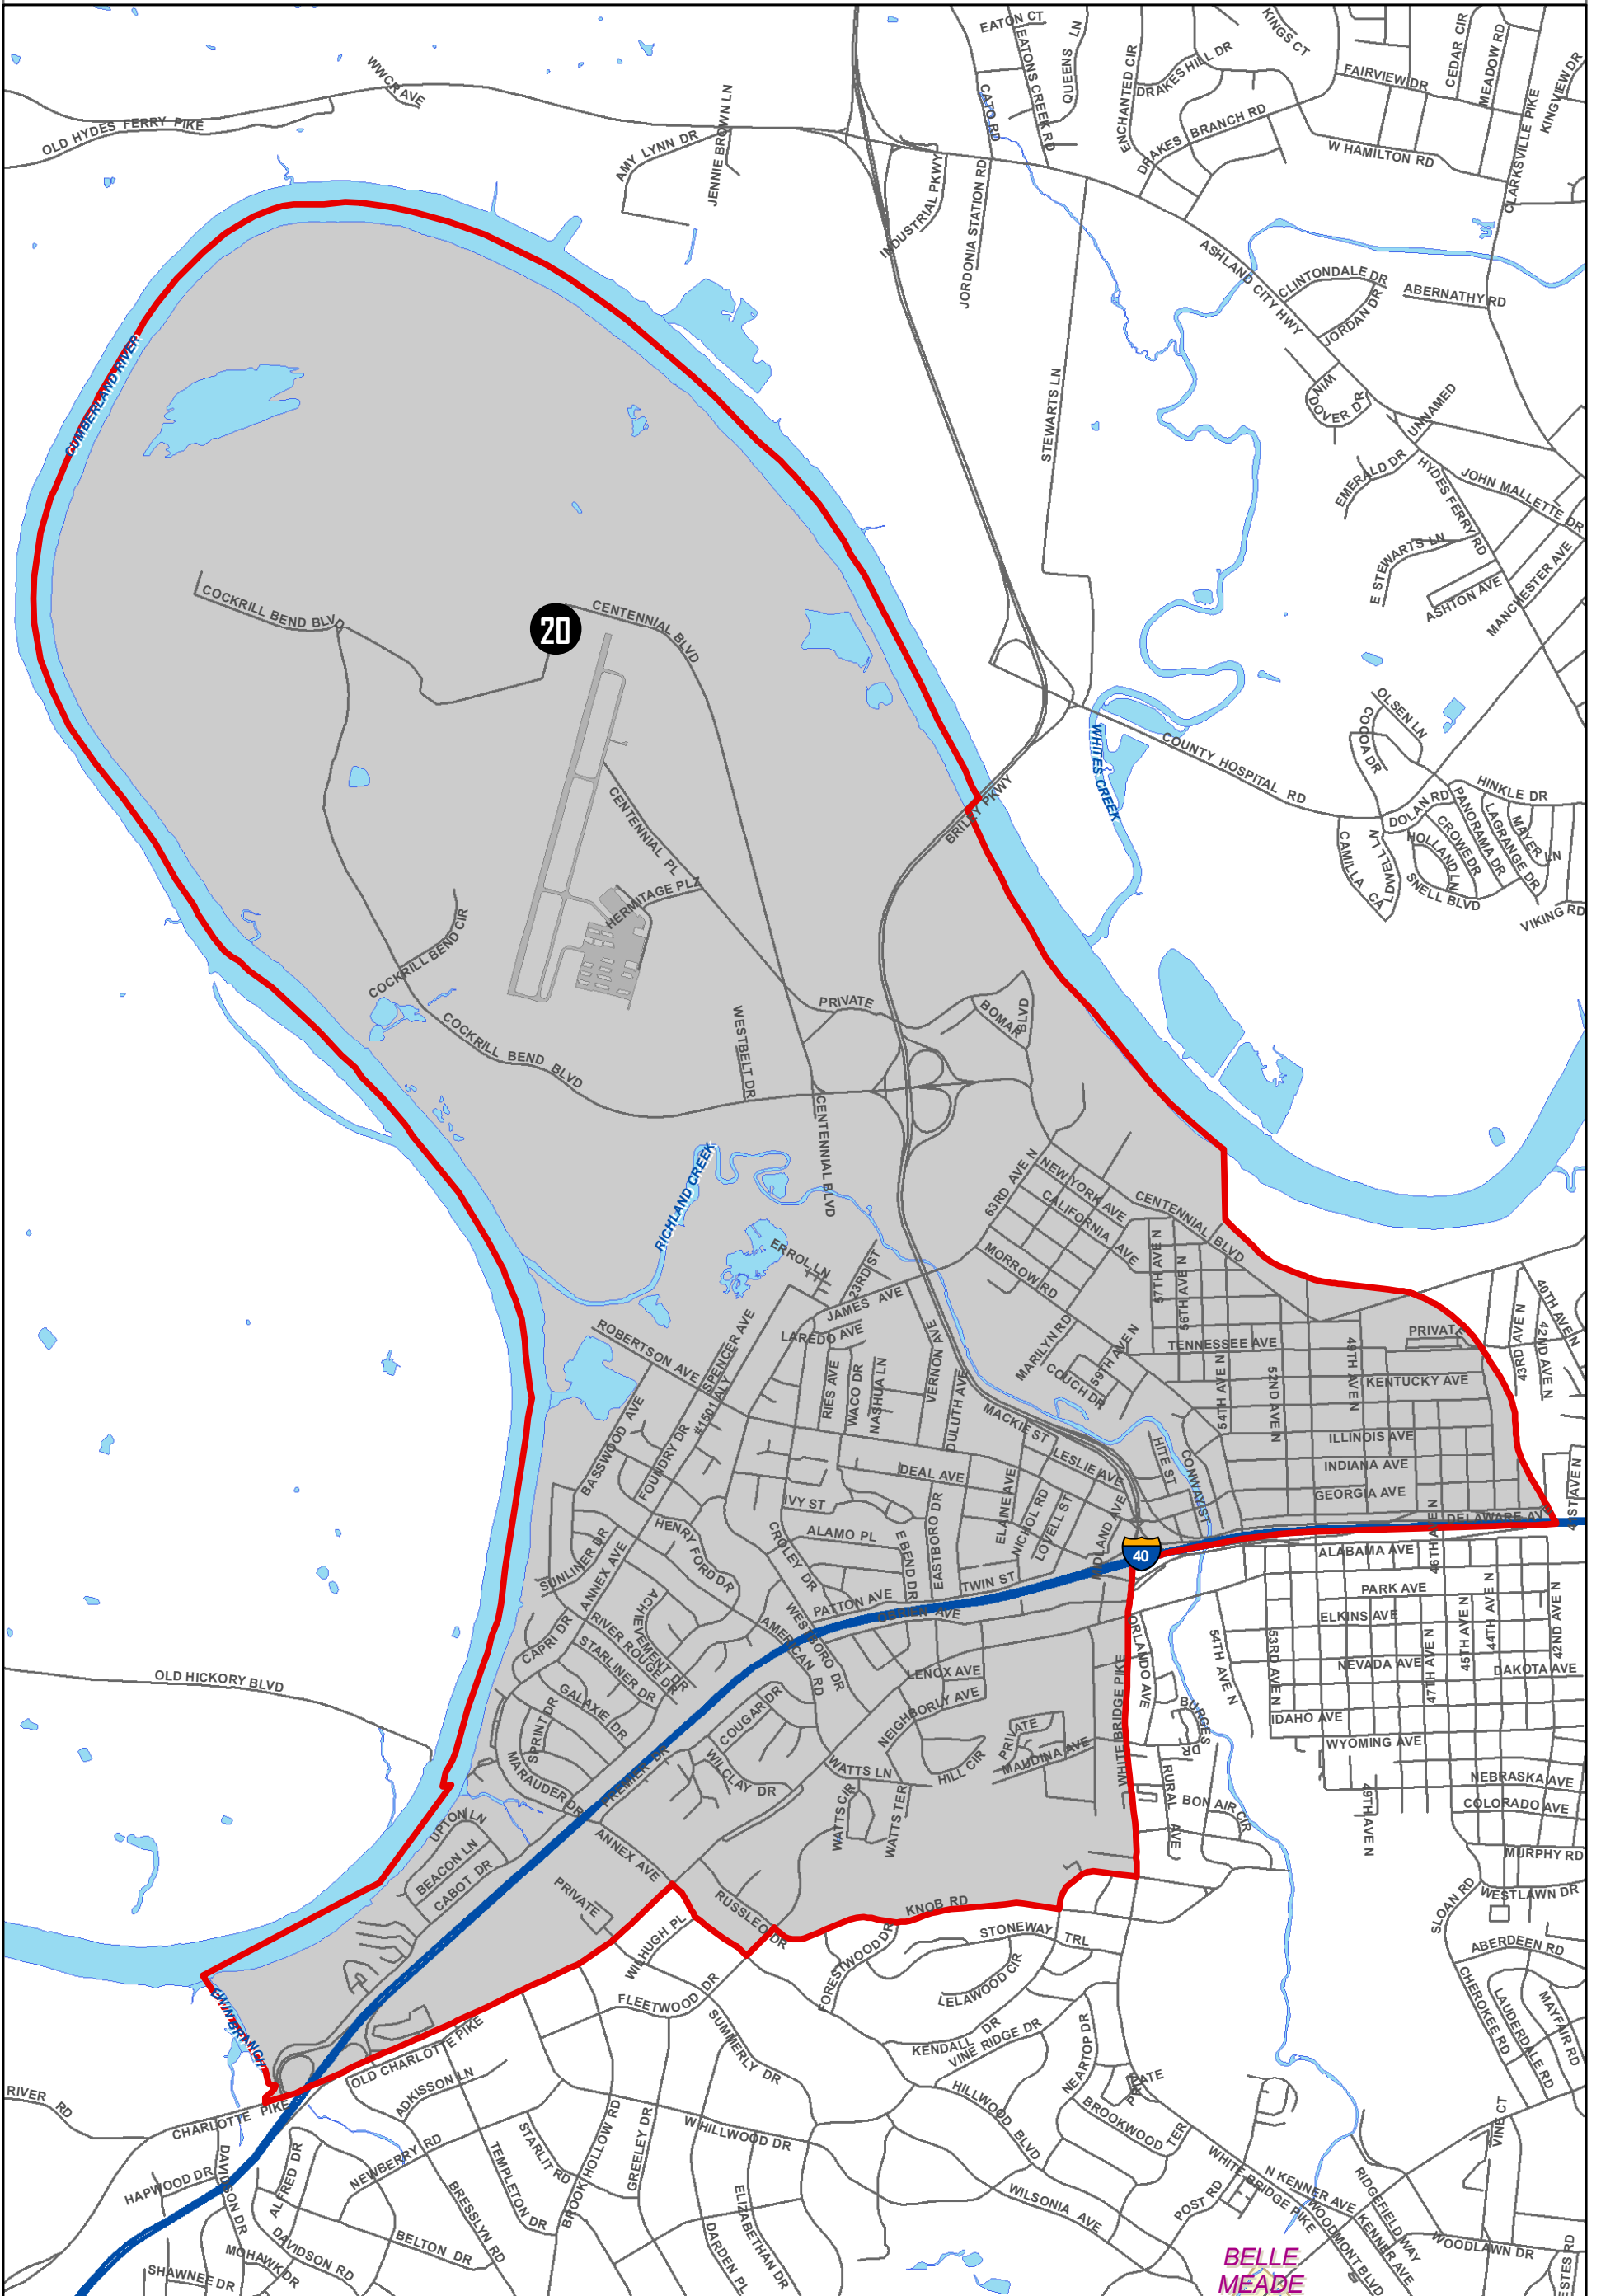 EATON CT
EATONS CREEK RD
QUEENS LN
CATO RD
ENCHANTED CIR
DRAKES HILL DR
DRAKES BRANCH RD
KINGS CT
FAIRVIEW DR
CEDAR CIR
MEADOW RD
KINGVIEW DR
CLARKSVILLE PIKE
W HAMILTON RD
WWCR AVE
OLD HYDES FERRY PIKE
AMY LYNN DR
JENNIE BROWN LN
INDUSTRIAL PKWY
JORDONIA STATION RD
ASHLAND CITY HWY
CLINTONDALE DR
JORDAN DR
ABERNATHY RD
STEWARTS LN
WIN
DOVER DR
UNNAMED
EMERALD DR
HYDES FERRY RD
JOHN MALLETTE DR
E STEWARTS LN
ASHTON AVE
MANCHESTER AVE
CUMBERLAND RIVER
COCKRILL BEND BLVD
20
CENTENNIAL BLVD
OLSEN LN
COCOA DR
WHITES CREEK
COUNTY HOSPITAL RD
HINKLE DR
DOLAN RD
PANORAMA DR
LAGRANGE DR
MAYER LN
CROWE DR
HOLLAND LN
SNELL BLVD
CAMILLA CA
LDWELL LN
VIKING RD
BRILEY PKWY
CENTENNIAL PL
HERMITAGE PLZ
COCKRILL BEND CIR
COCKRILL BEND BLVD
WESTBELT DR
PRIVATE
BOMAR BLVD
CENTENNIAL BLVD
RICHLAND CREEK
63RD AVE N
NEW YORK AVE
CALIFORNIA AVE
CENTENNIAL BLVD
MORROW RD
57TH AVE N
56TH AVE N
ERROL LN
23RD ST
JAMES AVE
LAREDO AVE
ROBERTSON AVE
SPENCER AVE
#1501 ALY
RIES AVE
WACO DR
NASHUA LN
VERNON AVE
DULUTH AVE
MARILYN RD
COUCH DR
59TH AVE N
TENNESSEE AVE
54TH AVE N
52ND AVE N
49TH AVE N
KENTUCKY AVE
PRIVATE
43RD AVE N
42ND AVE N
40TH AVE N
ILLINOIS AVE
INDIANA AVE
GEORGIA AVE
DELAWARE AV
46TH AVE N
41ST AVE N
BASSWOOD AVE
FOUNDRY DR
MACKIE ST
LESLIE AVE
HITE ST
CONWAY ST
DEAL AVE
IVY ST
ALAMO PL
CROLEY DR
E BEND DR
EASTBORO DR
ELAINE AVE
NICHOL RD
LOVELL ST
MIDLAND AVE
40
HENRY FORD DR
SUNLINER DR
ANNEX AVE
TWIN ST
PATTON AVE
OBRIEN AVE
ALABAMA AVE
PARK AVE
ELKINS AVE
NEVADA AVE
DAKOTA AVE
IDAHO AVE
WYOMING AVE
NEBRASKA AVE
COLORADO AVE
MURPHY RD
54TH AVE N
53RD AVE N
47TH AVE N
45TH AVE N
44TH AVE N
42ND AVE N
49TH AVE N
ACHIEVEMENT DR
RIVER ROUGE DR
STARLINER DR
CAPRI DR
GALAXIE DR
SPRINT DR
MARAUDER DR
AMERICAN RD
WESTBORO DR
LENOX AVE
NEIGHBORLY AVE
COUGAR DR
WILCLAY DR
PREMIER DR
WATTS LN
WATTS CIR
WATTS TER
HILL CIR
PRIVATE
MAUDINA AVE
WHITE BRIDGE PIKE
ORLANDO AVE
BURGESS DR
RURAL AVE
BON AIR CIR
OLD HICKORY BLVD
UPTON LN
BEACON LN
CABOT DR
ANNEX AVE
PRIVATE
RUSSLEO DR
KNOB RD
WILHUGH PL
FORESTWOOD DR
STONEWAY TRL
LELAWOOD CIR
SLOAN RD
WESTLAWN DR
ABERDEEN RD
CHEROKEE RD
LAUDERDALE RD
MAYFAIR RD
EWIN BRANCH
OLD CHARLOTTE PIKE
FLEETWOOD DR
SUMMERLY DR
KENDALL DR
VINE RIDGE DR
NEARTOP DR
PRIVATE
RIVER RD
CHARLOTTE PIKE
ADKISSON LN
NEWBERRY RD
STARLIT RD
BROOK HOLLOW RD
GREELEY DR
W HILLWOOD DR
HILLWOOD BLVD
BROOKWOOD TER
WHITE BRIDGE PIKE
N KENNER AVE
RIDGEFIELD WAY
VINE CT
HAPWOOD DR
DAVIDSON DR
ALFRED DR
DAVIDSON RD
MOHAWK DR
SHAWNEE DR
BELTON DR
BRESSLYN RD
TEMPLETON DR
DARDEN PL
ELIZABETHAN DR
WILSONIA AVE
POST RD
WOODMONT BLVD
KENNER AVE
WOODLAWN DR
ESTES RD
BELLE
MEADE